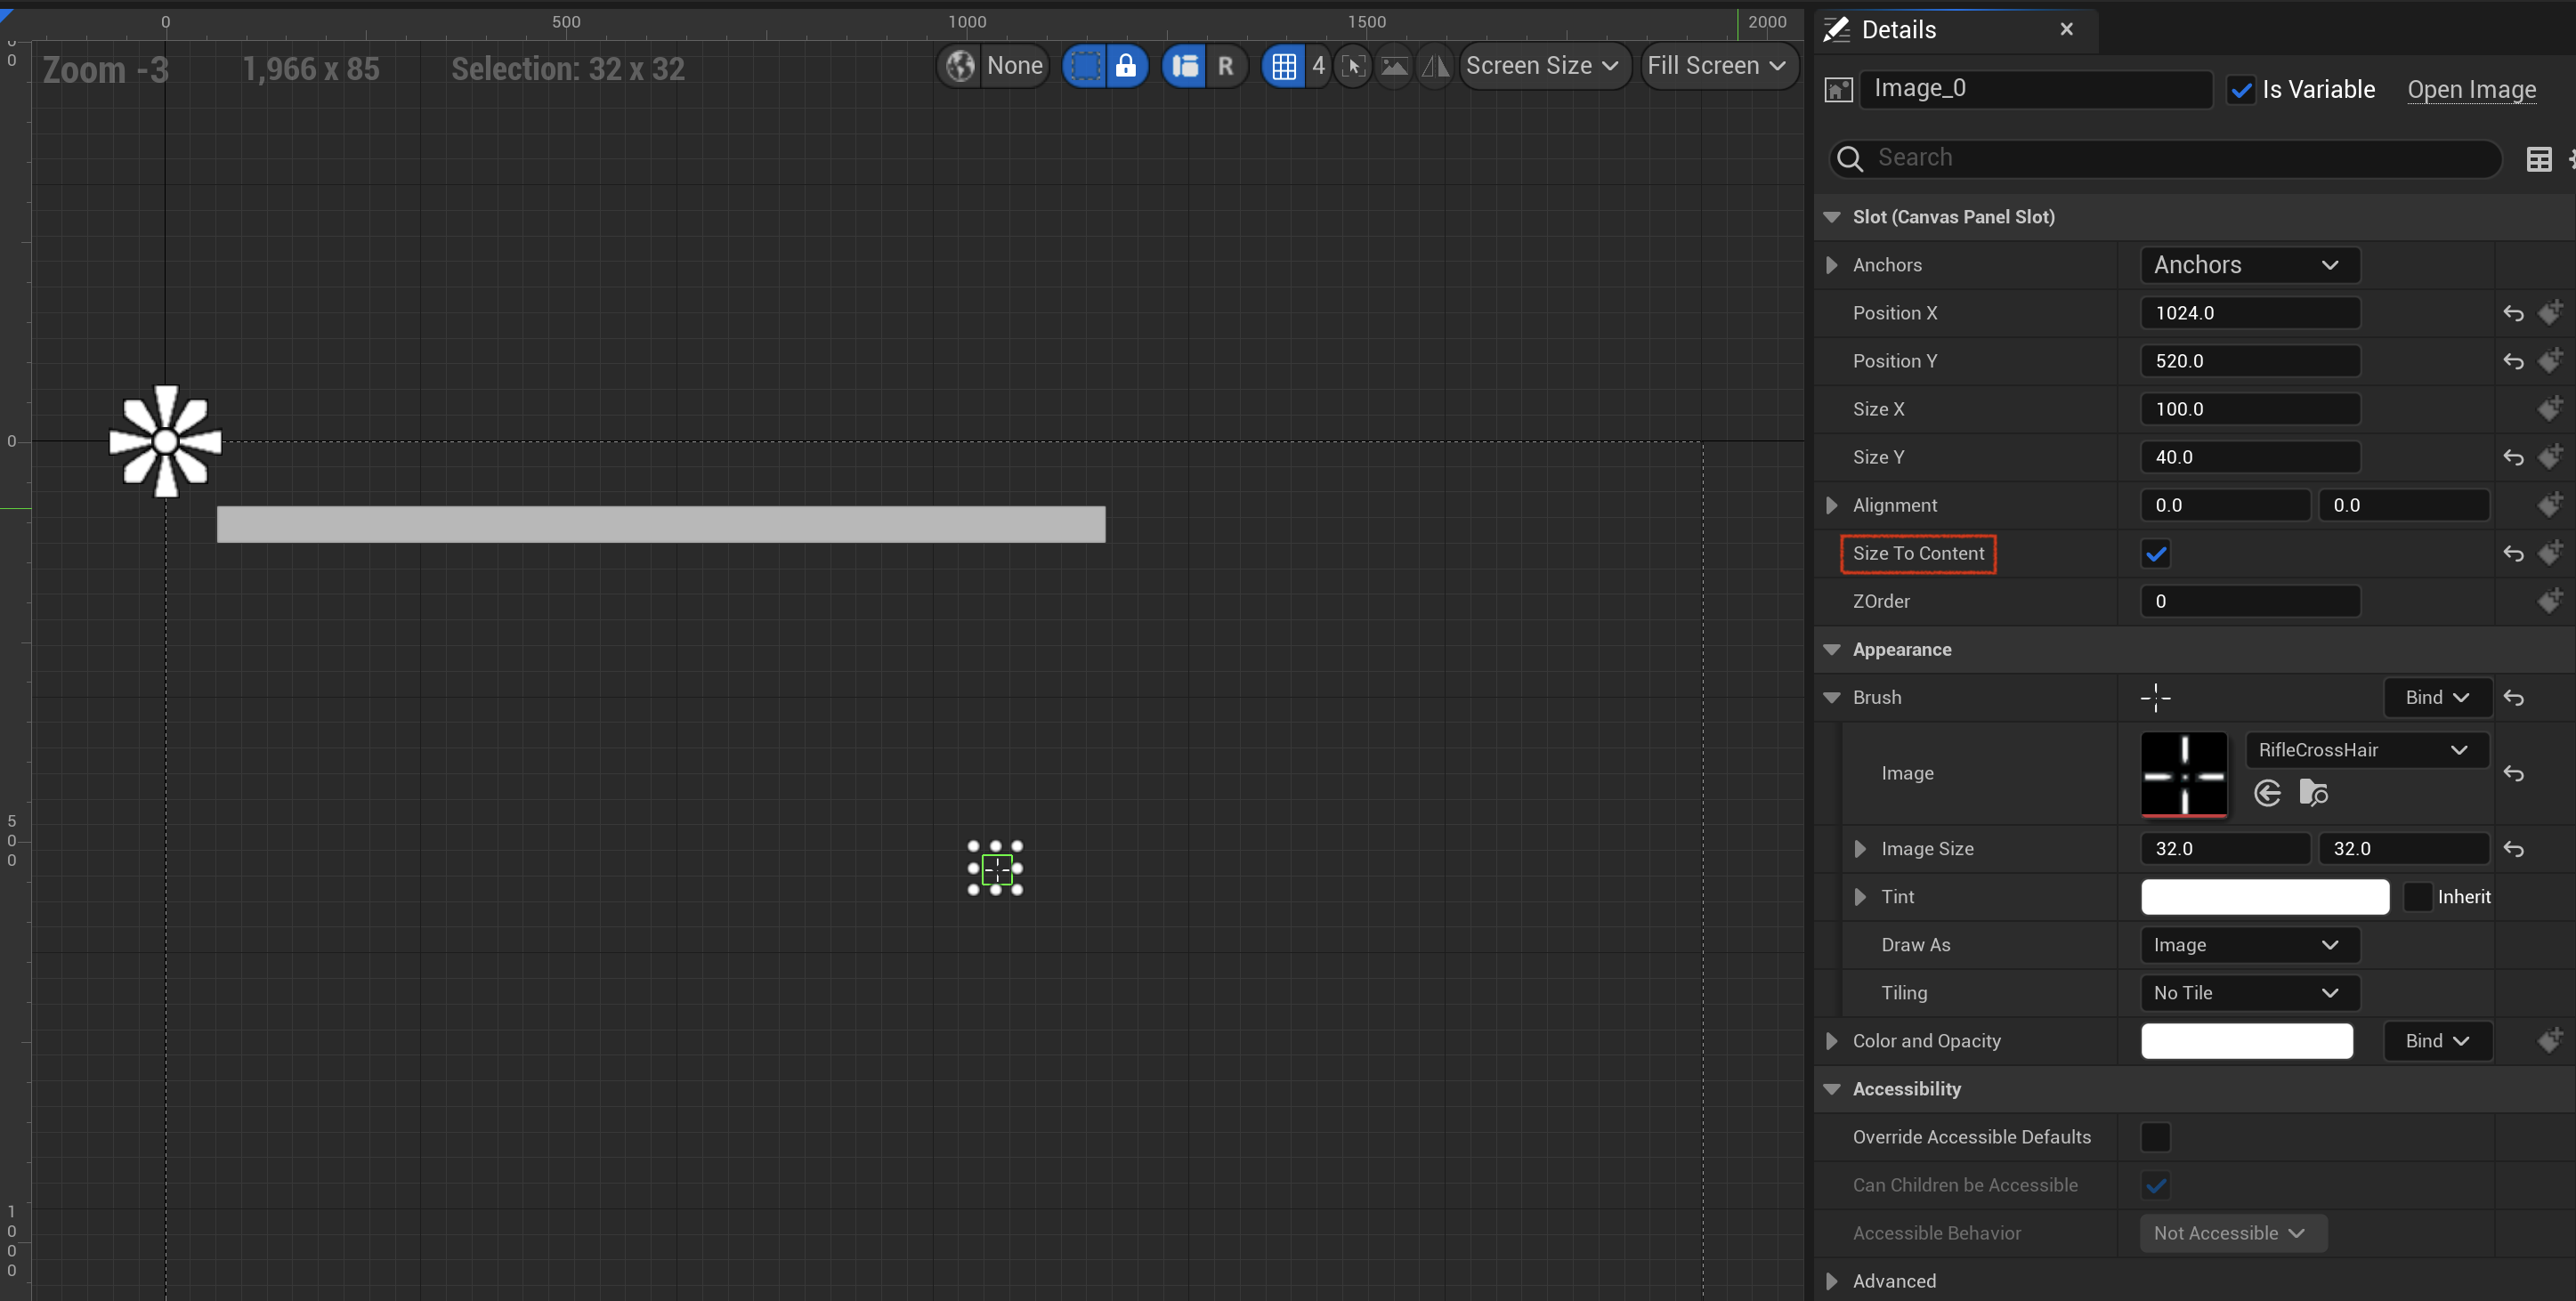 0 500 1000 1500 2000
Details
Zoom -3 1,966 x 85 Selection: 32 x 32
None R 4 Screen Size Fill Screen
Image_0 Is Variable Open Image
Search
Slot (Canvas Panel Slot)
Anchors Anchors
Position X 1024.0
Position Y 520.0
Size X 100.0
0
Size Y 40.0
Alignment 0.0 0.0
Size To Content
ZOrder 0
Appearance
Brush Bind
Image RifleCrossHair
500
Image Size 32.0 32.0
Tint Inherit
Draw As Image
Tiling No Tile
Color and Opacity Bind
Accessibility
Override Accessible Defaults
Can Children be Accessible
1000
Accessible Behavior Not Accessible
Advanced